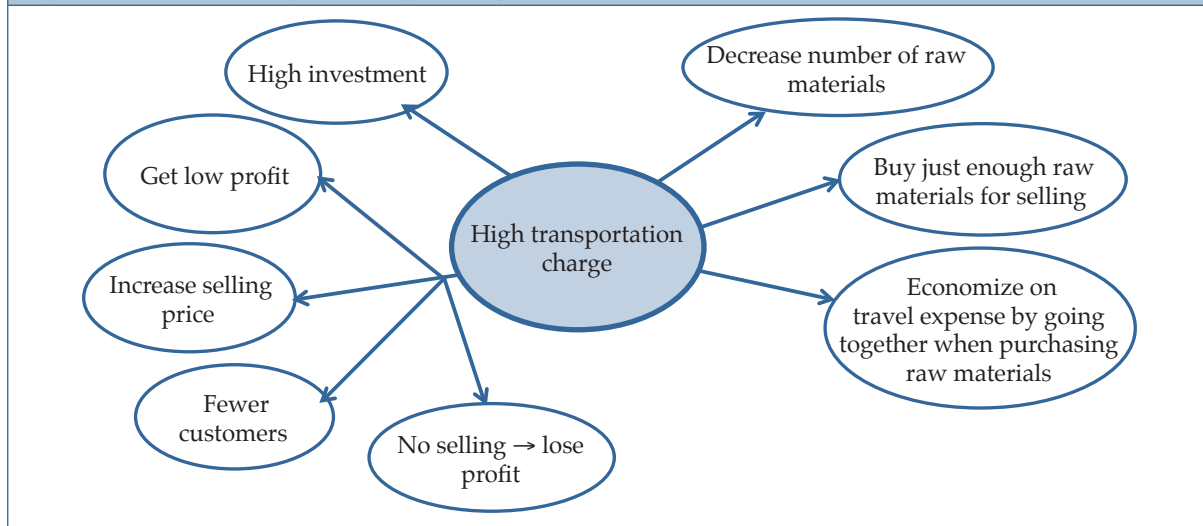 High investment
Get low profit
Increase selling
price
Fewer
customers
No selling → lose
profit
High transportation
charge
Decrease number of raw
materials
Buy just enough raw
materials for selling
Economize on
travel expense by going
together when purchasing
raw materials